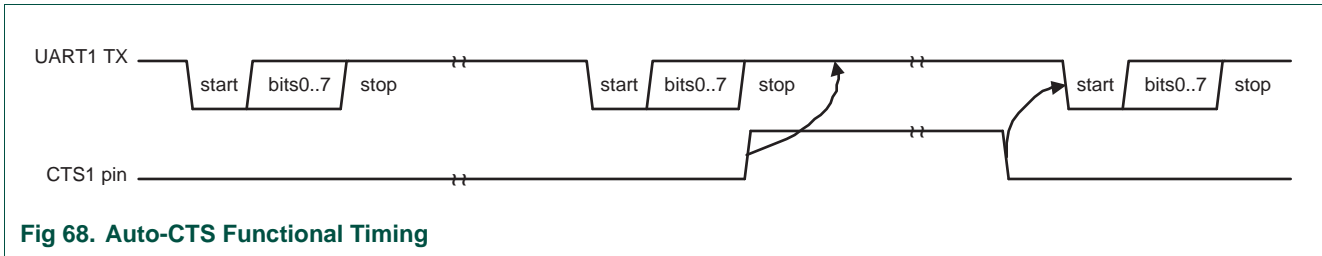 UART1 TX
start bits0..7 stop start bits0..7 stop start bits0..7 stop
CTS1 pin
Fig 68. Auto-CTS Functional Timing